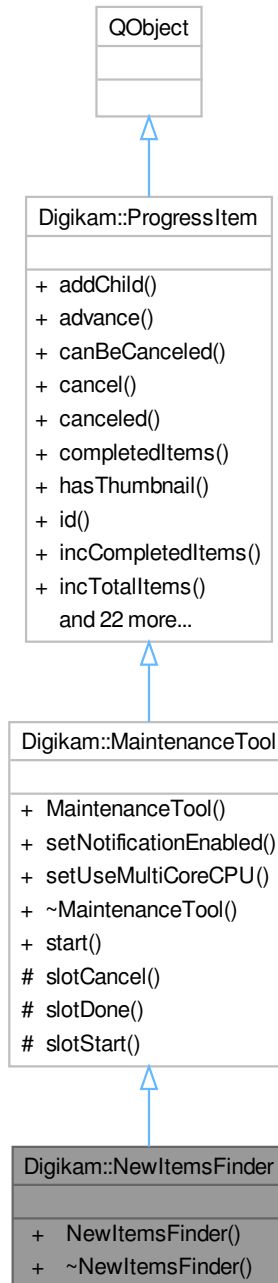 QObject
Digikam::ProgressItem
+ addChild()
+ advance()
+ canBeCanceled()
+ cancel()
+ canceled()
+ completedItems()
+ hasThumbnail()
+ id()
+ incCompletedItems()
+ incTotalItems()
and 22 more...
Digikam::MaintenanceTool
+ MaintenanceTool()
+ setNotificationEnabled()
+ setUseMultiCoreCPU()
+ ~MaintenanceTool()
+ start()
# slotCancel()
# slotDone()
# slotStart()
Digikam::NewItemsFinder
+ NewItemsFinder()
+ ~NewItemsFinder()